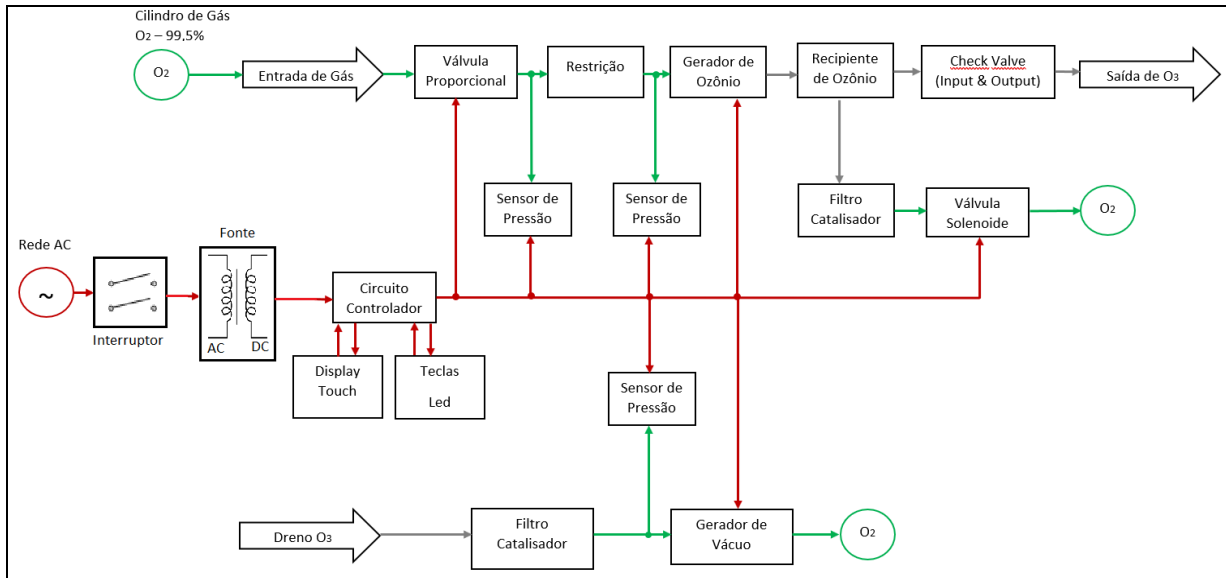 Cilindro de Gás
O₂ – 99,5%
O₂
Entrada de Gás
Válvula
Proporcional
Restrição
Gerador de
Ozônio
Recipiente
de Ozônio
Check Valve
(Input & Output)
Saída de O₃
Sensor de
Pressão
Sensor de
Pressão
Filtro
Catalisador
Válvula
Solenoide
O₂
Rede AC
~
Interruptor
Fonte
AC DC
Circuito
Controlador
Display
Touch
Teclas
Led
Sensor de
Pressão
Dreno O₃
Filtro
Catalisador
Gerador de
Vácuo
O₂